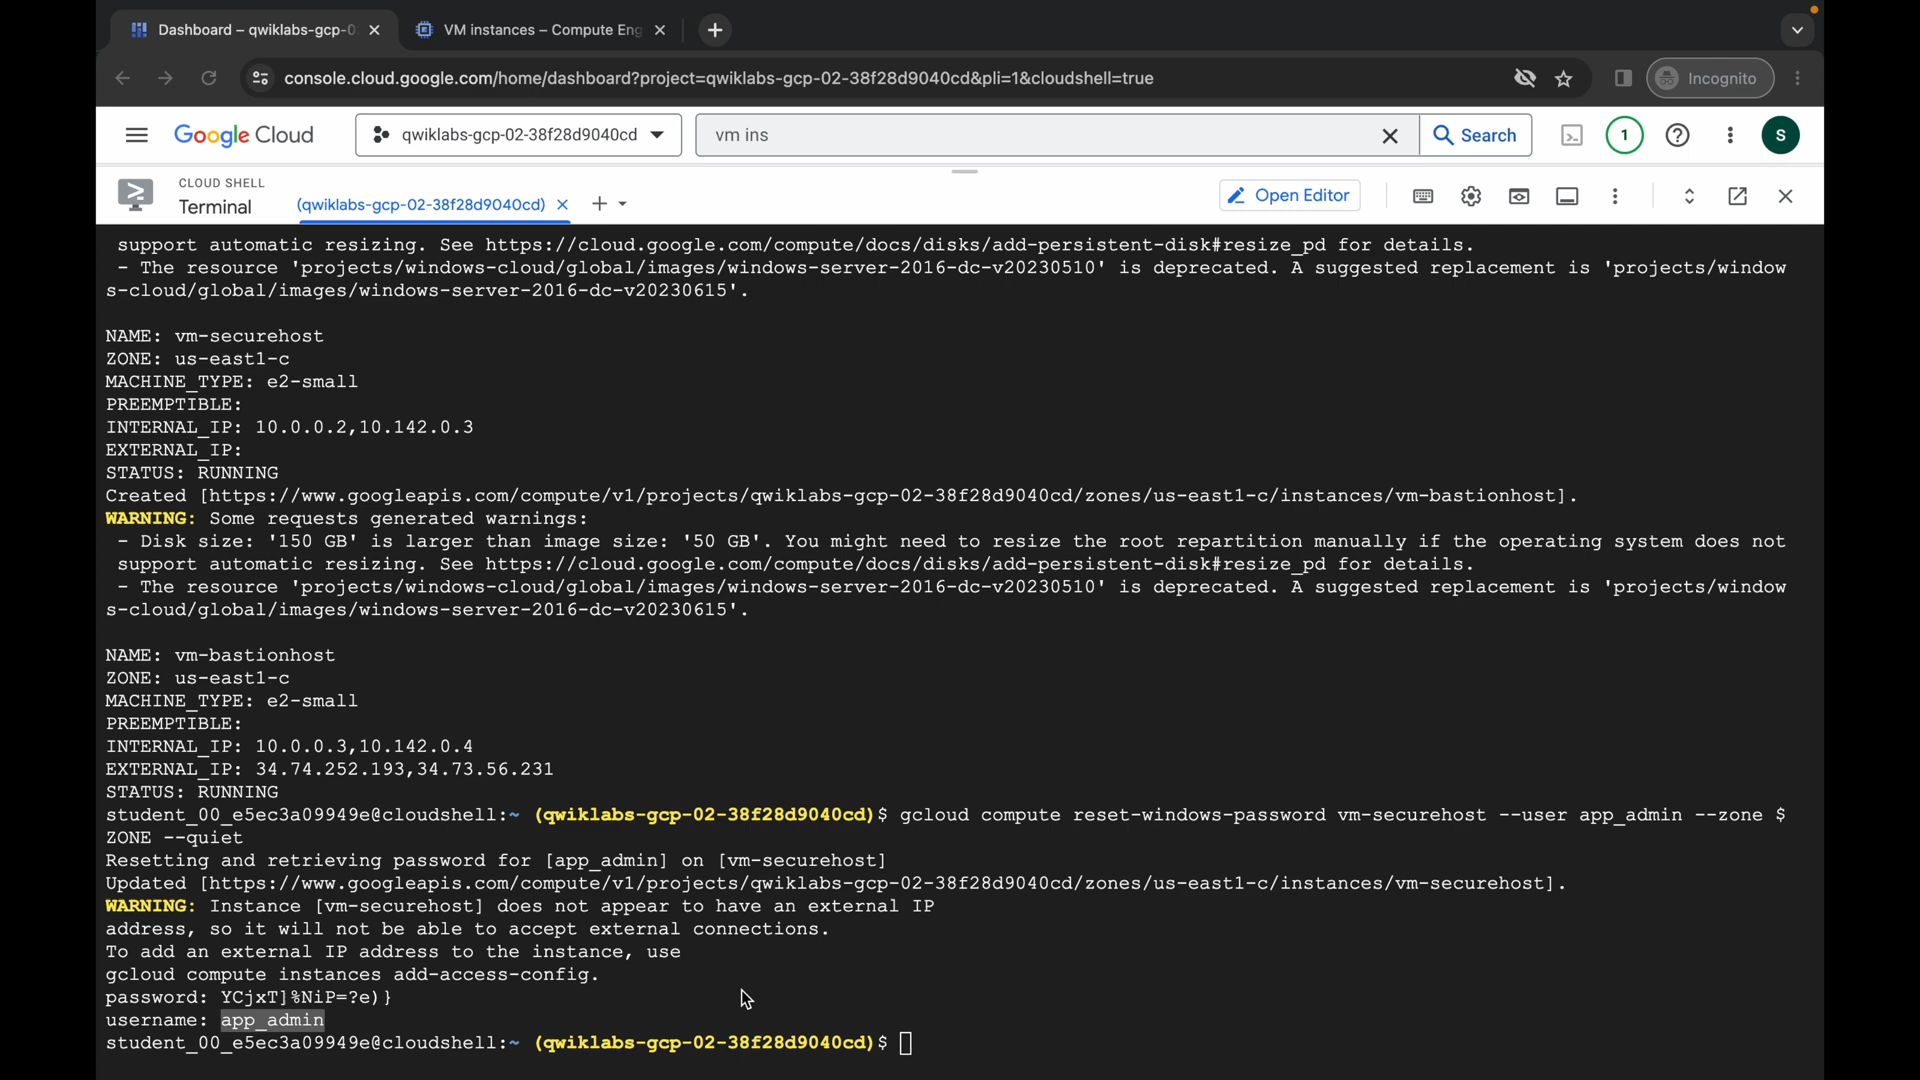 Dashboard – qwiklabs-gcp-0
VM instances – Compute Eng
console.cloud.google.com/home/dashboard?project=qwiklabs-gcp-02-38f28d9040cd&pli=1&cloudshell=true
Incognito
Google Cloud
qwiklabs-gcp-02-38f28d9040cd
vm ins
Search
1
S
CLOUD SHELL
Terminal
(qwiklabs-gcp-02-38f28d9040cd)
Open Editor
support automatic resizing. See https://cloud.google.com/compute/docs/disks/add-persistent-disk#resize_pd for details.
- The resource 'projects/windows-cloud/global/images/windows-server-2016-dc-v20230510' is deprecated. A suggested replacement is 'projects/window
s-cloud/global/images/windows-server-2016-dc-v20230615'.
NAME: vm-securehost
ZONE: us-east1-c
MACHINE_TYPE: e2-small
PREEMPTIBLE:
INTERNAL_IP: 10.0.0.2,10.142.0.3
EXTERNAL_IP:
STATUS: RUNNING
Created [https://www.googleapis.com/compute/v1/projects/qwiklabs-gcp-02-38f28d9040cd/zones/us-east1-c/instances/vm-bastionhost].
WARNING: Some requests generated warnings:
- Disk size: '150 GB' is larger than image size: '50 GB'. You might need to resize the root repartition manually if the operating system does not
support automatic resizing. See https://cloud.google.com/compute/docs/disks/add-persistent-disk#resize_pd for details.
- The resource 'projects/windows-cloud/global/images/windows-server-2016-dc-v20230510' is deprecated. A suggested replacement is 'projects/window
s-cloud/global/images/windows-server-2016-dc-v20230615'.
NAME: vm-bastionhost
ZONE: us-east1-c
MACHINE_TYPE: e2-small
PREEMPTIBLE:
INTERNAL_IP: 10.0.0.3,10.142.0.4
EXTERNAL_IP: 34.74.252.193,34.73.56.231
STATUS: RUNNING
student_00_e5ec3a09949e@cloudshell:~ (qwiklabs-gcp-02-38f28d9040cd)$ gcloud compute reset-windows-password vm-securehost --user app_admin --zone $
ZONE --quiet
Resetting and retrieving password for [app_admin] on [vm-securehost]
Updated [https://www.googleapis.com/compute/v1/projects/qwiklabs-gcp-02-38f28d9040cd/zones/us-east1-c/instances/vm-securehost].
WARNING: Instance [vm-securehost] does not appear to have an external IP
address, so it will not be able to accept external connections.
To add an external IP address to the instance, use
gcloud compute instances add-access-config.
password: YCjxT]%NiP=?e)}
username: app_admin
student_00_e5ec3a09949e@cloudshell:~ (qwiklabs-gcp-02-38f28d9040cd)$